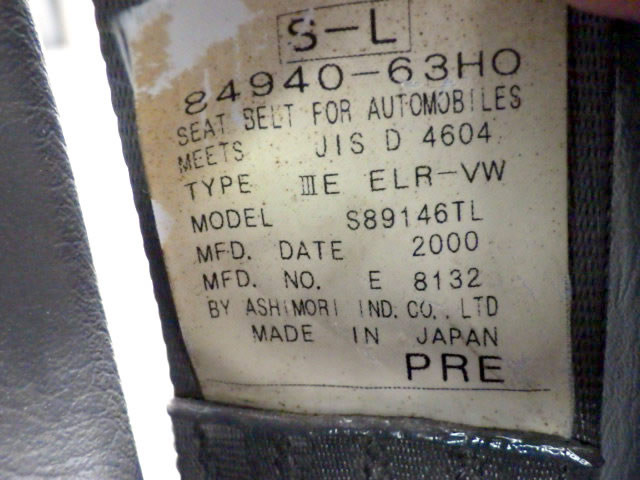 S-L
84940-63H0
SEAT BELT FOR AUTOMOBILES
MEETS JIS D 4604
TYPE ⅢE ELR-VW
MODEL S89146TL
MFD. DATE 2000
MFD. NO. E 8132
BY ASHIMORI IND. CO., LTD
MADE IN JAPAN
PRE